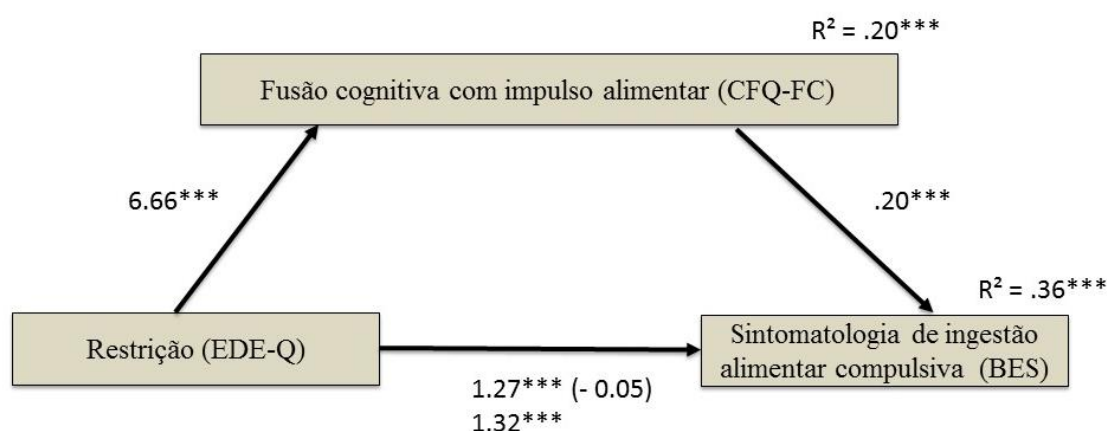 R² = .20***
Fusão cognitiva com impulso alimentar (CFQ-FC)
6.66***
.20***
R² = .36***
Restrição (EDE-Q)
Sintomatologia de ingestão
alimentar compulsiva (BES)
1.27*** (- 0.05)
1.32***